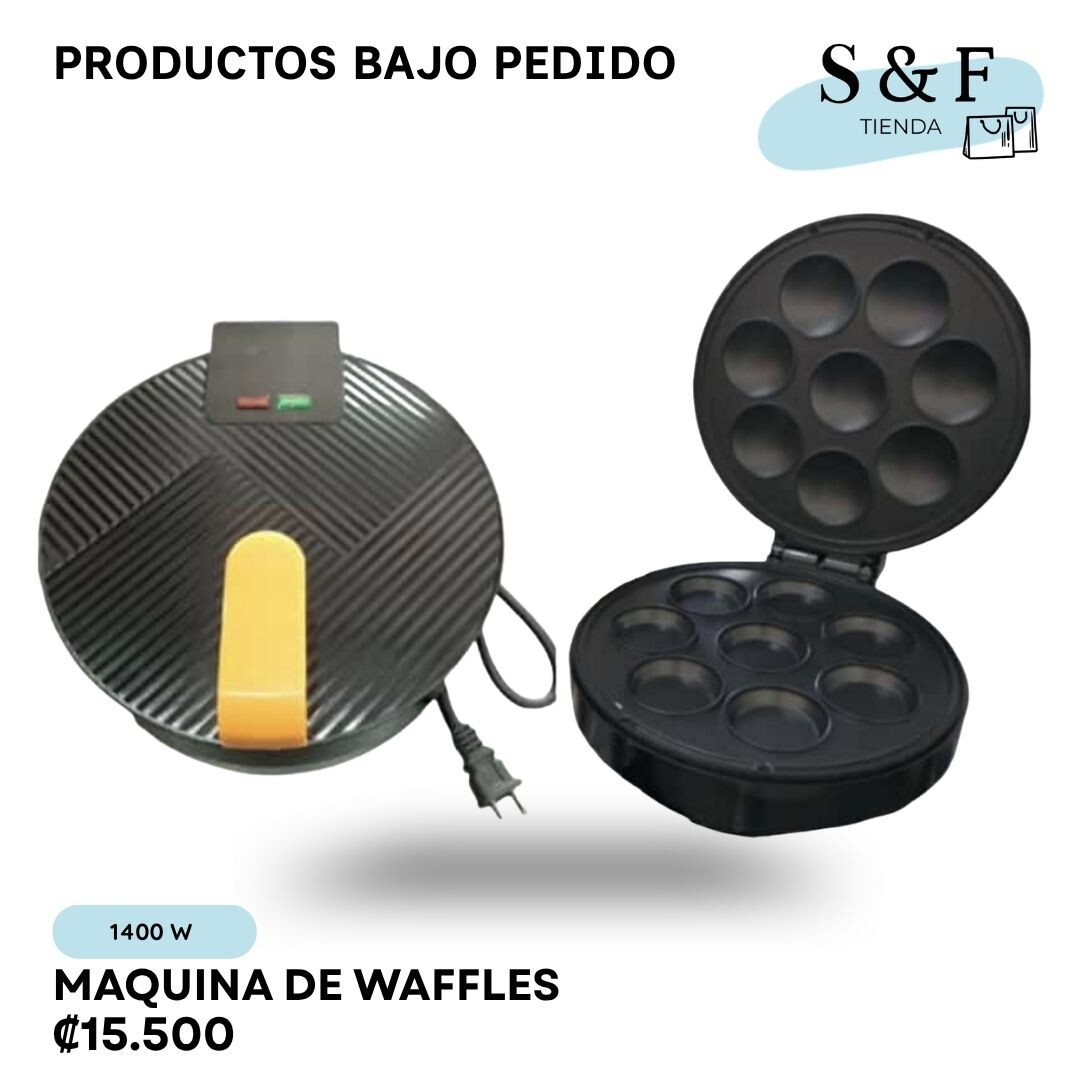 PRODUCTOS BAJO PEDIDO
S & F
TIENDA
1400 W
MAQUINA DE WAFFLES
₡15.500